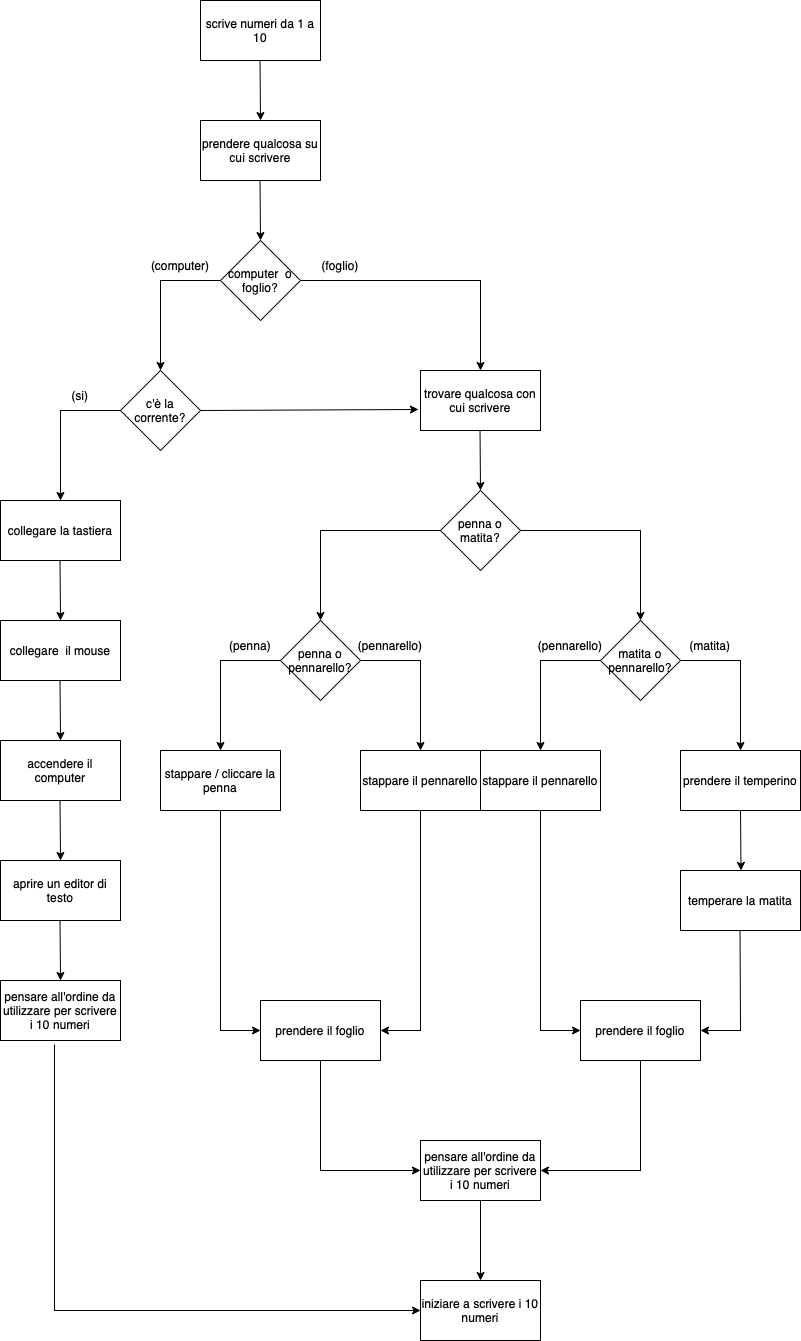 scrive numeri da 1 a
10
prendere qualcosa su
cui scrivere
(computer)
computer o
foglio?
(foglio)
(si)
c'è la
corrente?
trovare qualcosa con
cui scrivere
collegare la tastiera
penna o
matita?
collegare il mouse
(penna)
penna o
pennarello?
(pennarello)
(pennarello)
matita o
pennarello?
(matita)
accendere il
computer
stappare / cliccare la
penna
stappare il pennarello
stappare il pennarello
prendere il temperino
aprire un editor di
testo
temperare la matita
pensare all'ordine da
utilizzare per scrivere
i 10 numeri
prendere il foglio
prendere il foglio
pensare all'ordine da
utilizzare per scrivere
i 10 numeri
iniziare a scrivere i 10
numeri